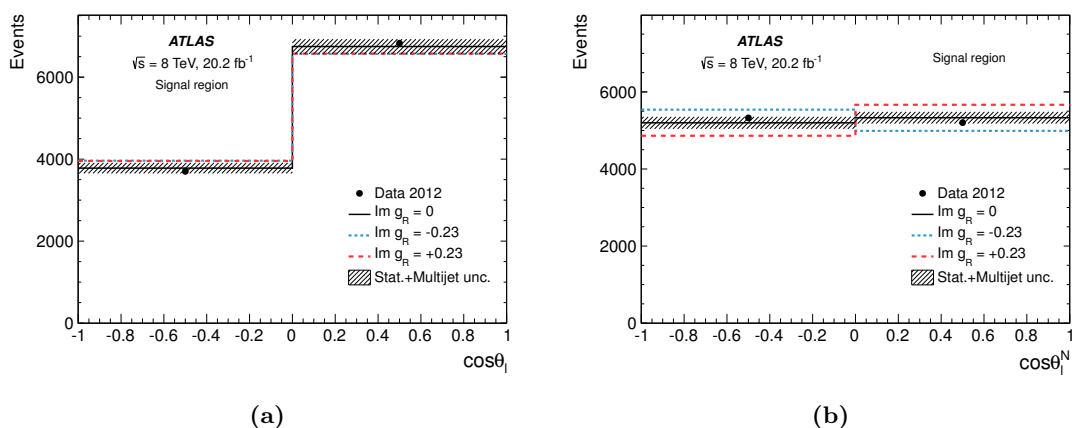 Events
ATLAS
√s = 8 TeV, 20.2 fb⁻¹
Signal region
6000
4000
2000
0
Data 2012
Im g_R = 0
Im g_R = -0.23
Im g_R = +0.23
Stat.+Multijet unc.
-1 -0.8 -0.6 -0.4 -0.2 0 0.2 0.4 0.6 0.8 1
cosθ_l
(a)
Events
ATLAS
√s = 8 TeV, 20.2 fb⁻¹
Signal region
6000
4000
2000
0
Data 2012
Im g_R = 0
Im g_R = -0.23
Im g_R = +0.23
Stat.+Multijet unc.
-1 -0.8 -0.6 -0.4 -0.2 0 0.2 0.4 0.6 0.8 1
cosθ_l^N
(b)